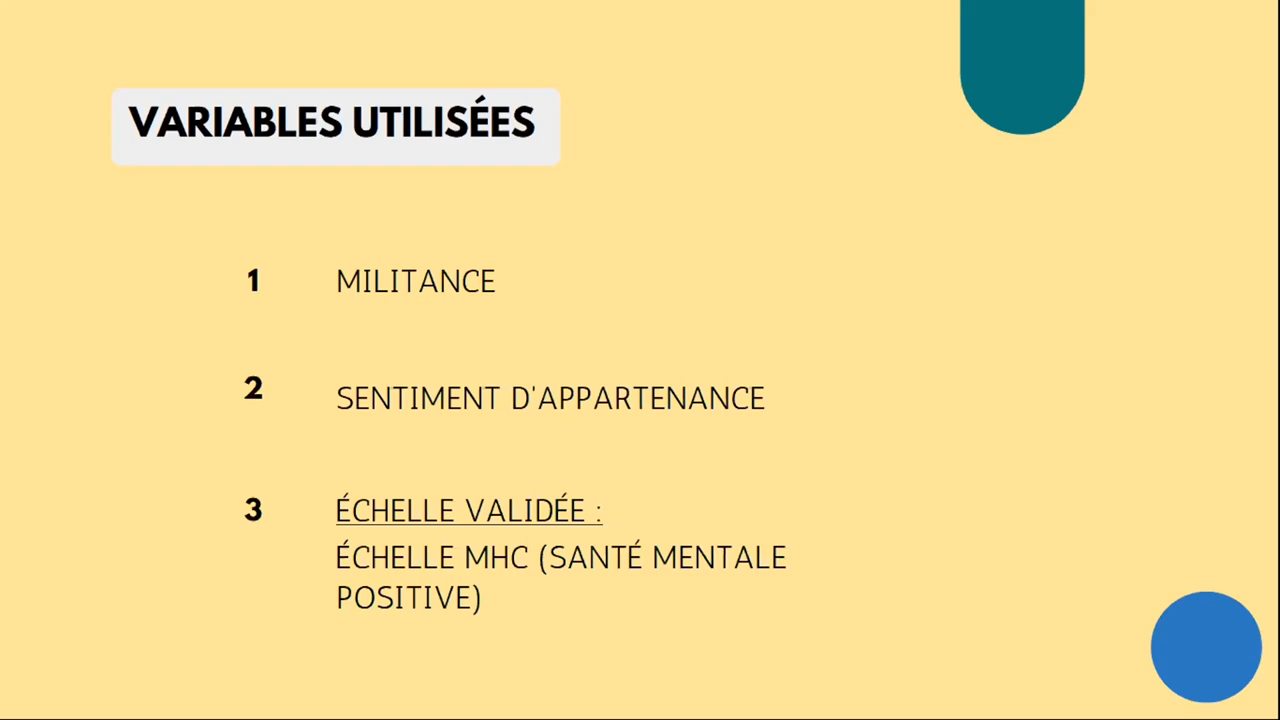 VARIABLES UTILISÉES
1 MILITANCE
2 SENTIMENT D'APPARTENANCE
3 ÉCHELLE VALIDÉE :
ÉCHELLE MHC (SANTÉ MENTALE
POSITIVE)